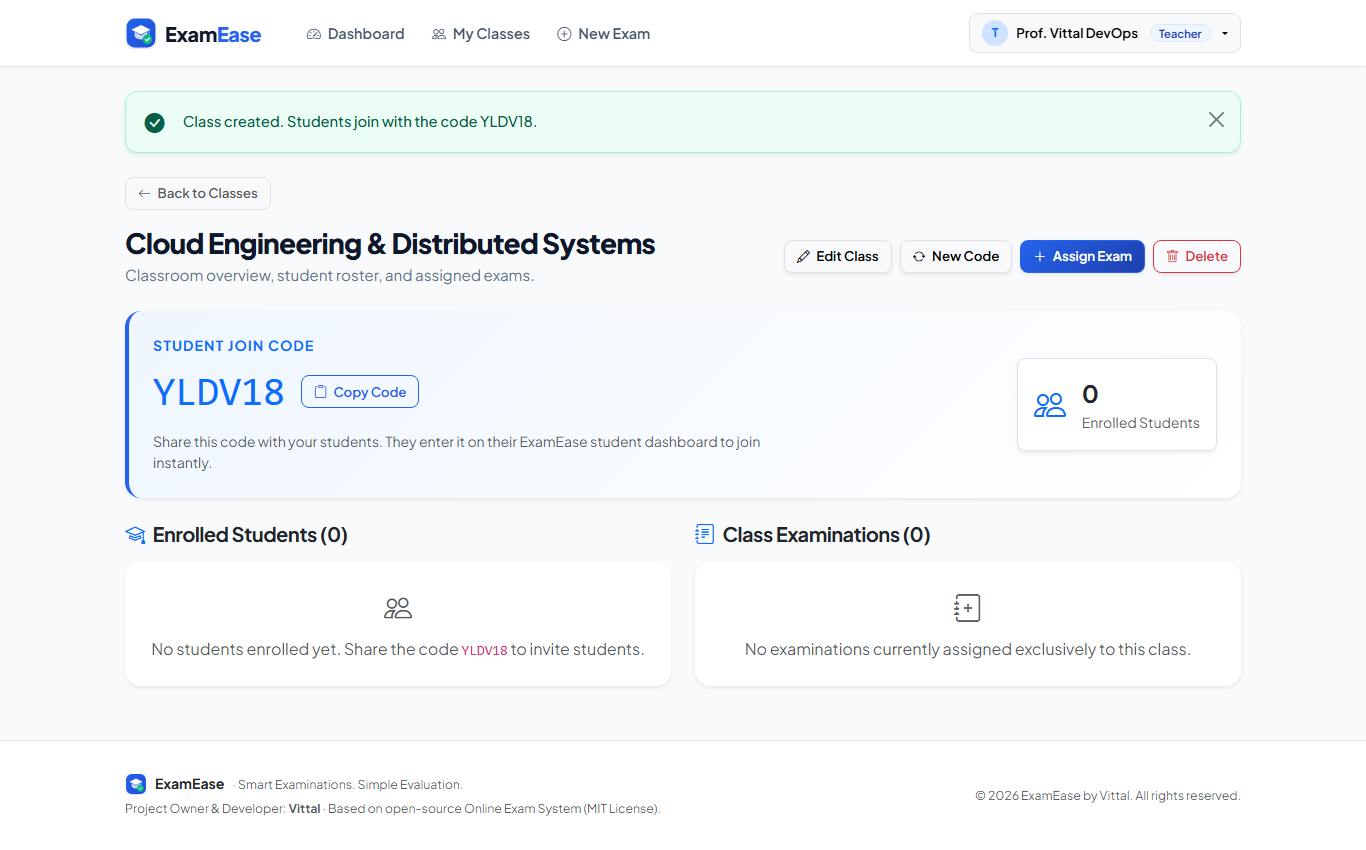 ExamEase
Dashboard
My Classes
New Exam
T
Prof. Vittal DevOps
Teacher
Class created. Students join with the code YLDV18.
← Back to Classes
Cloud Engineering & Distributed Systems
Classroom overview, student roster, and assigned exams.
Edit Class
New Code
+ Assign Exam
Delete
STUDENT JOIN CODE
YLDV18
Copy Code
Share this code with your students. They enter it on their ExamEase student dashboard to join
instantly.
0
Enrolled Students
Enrolled Students (0)
No students enrolled yet. Share the code YLDV18 to invite students.
Class Examinations (0)
No examinations currently assigned exclusively to this class.
ExamEase · Smart Examinations. Simple Evaluation.
Project Owner & Developer: Vittal · Based on open-source Online Exam System (MIT License).
© 2026 ExamEase by Vittal. All rights reserved.